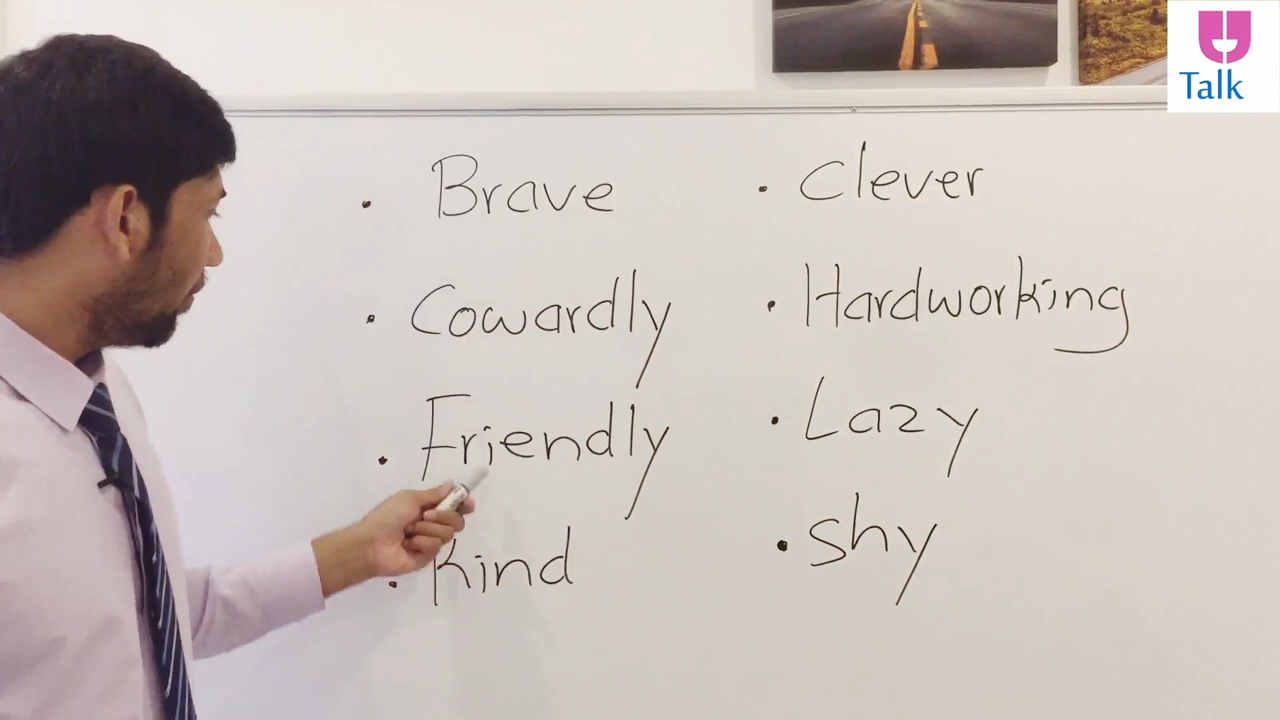 Talk
• Brave
• Cowardly
• Friendly
• Kind
• Clever
• Hardworking
• Lazy
• Shy